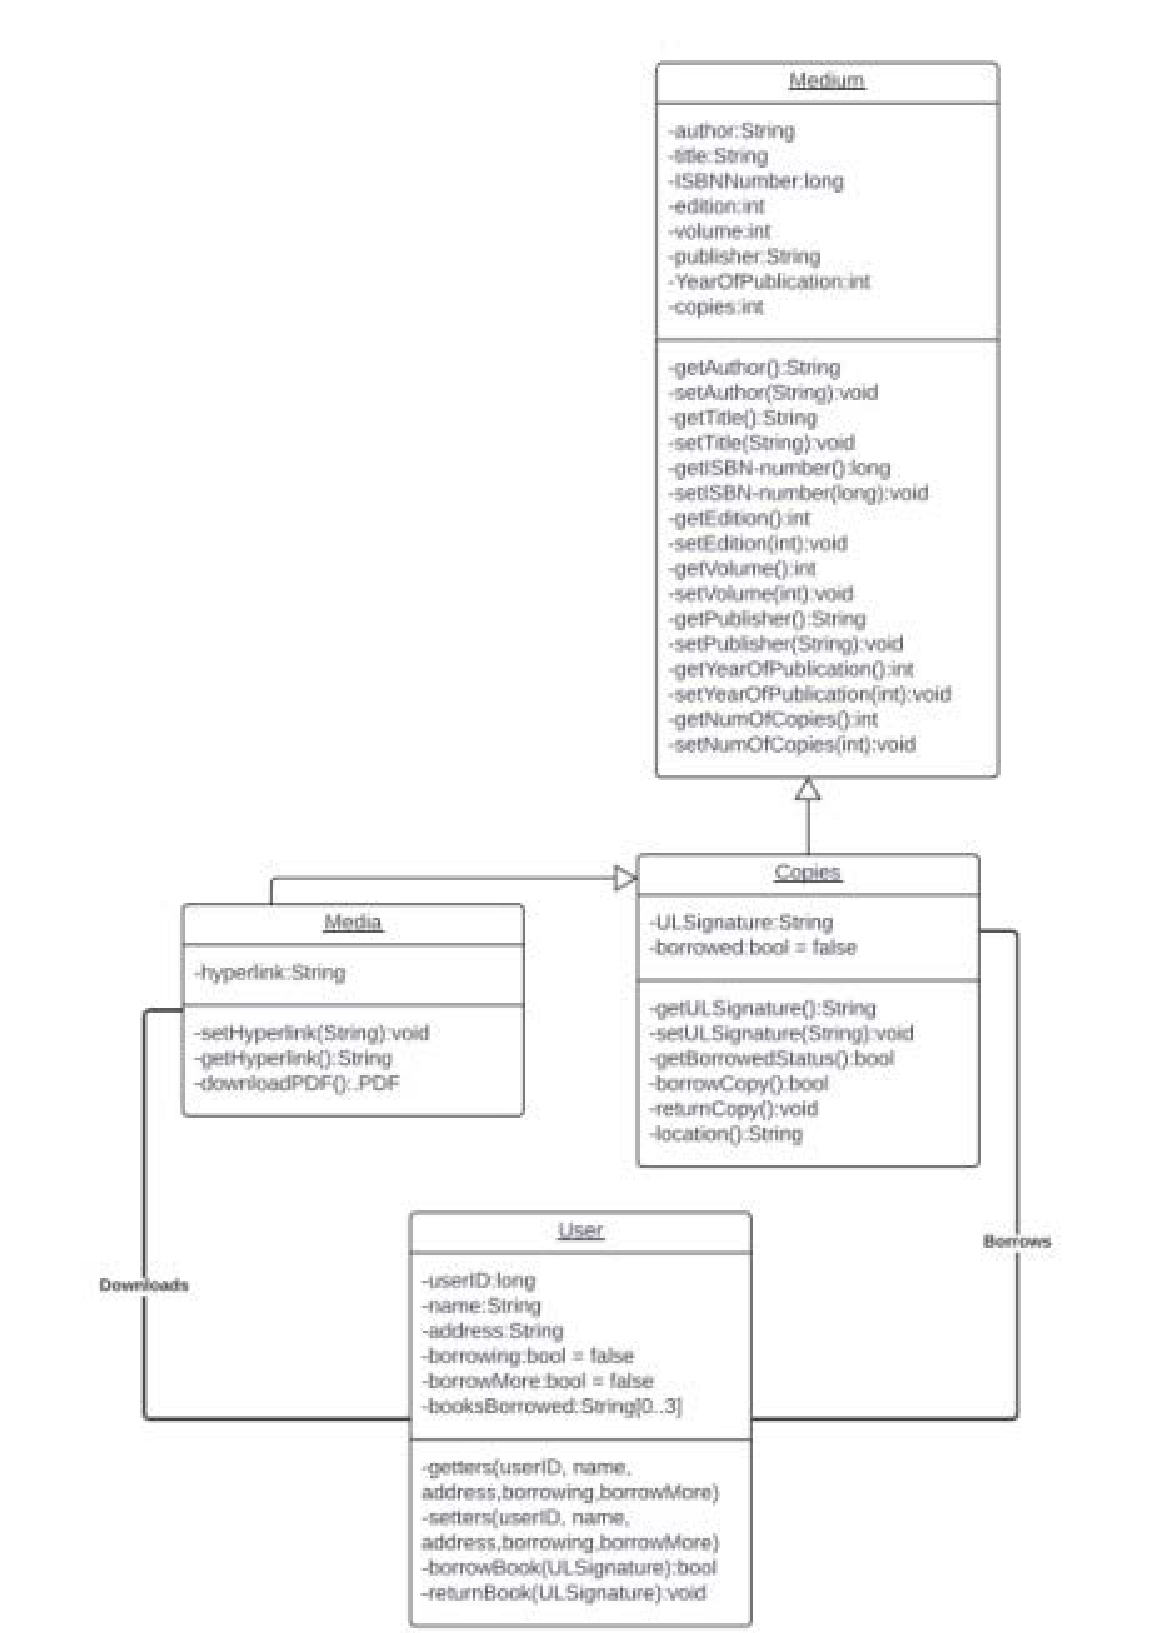 Medium
-author:String
-title:String
-ISBNNumber:long
-edition:int
-volume:int
-publisher:String
-YearOfPublication:int
-copies:int
-getAuthor():String
-setAuthor(String):void
-getTitle():String
-setTitle(String):void
-getISBN-number():long
-setISBN-number(long):void
-getEdition():int
-setEdition(int):void
-getVolume():int
-setVolume(int):void
-getPublisher():String
-setPublisher(String):void
-getYearOfPublication():int
-setYearOfPublication(int):void
-getNumOfCopies():int
-setNumOfCopies(int):void
Copies
-ULSignature:String
-borrowed:bool = false
-getULSignature():String
-setULSignature(String):void
-getBorrowedStatus():bool
-borrowCopy():bool
-returnCopy():void
-location():String
Media
-hyperlink:String
-setHyperlink(String):void
-getHyperlink():String
-downloadPDF():.PDF
Downloads
Borrows
User
-userID:long
-name:String
-address:String
-borrowing:bool = false
-borrowMore:bool = false
-booksBorrowed:String[0..3]
-getters(userID, name,
address,borrowing,borrowMore)
-setters(userID, name,
address,borrowing,borrowMore)
-borrowBook(ULSignature):bool
-returnBook(ULSignature):void